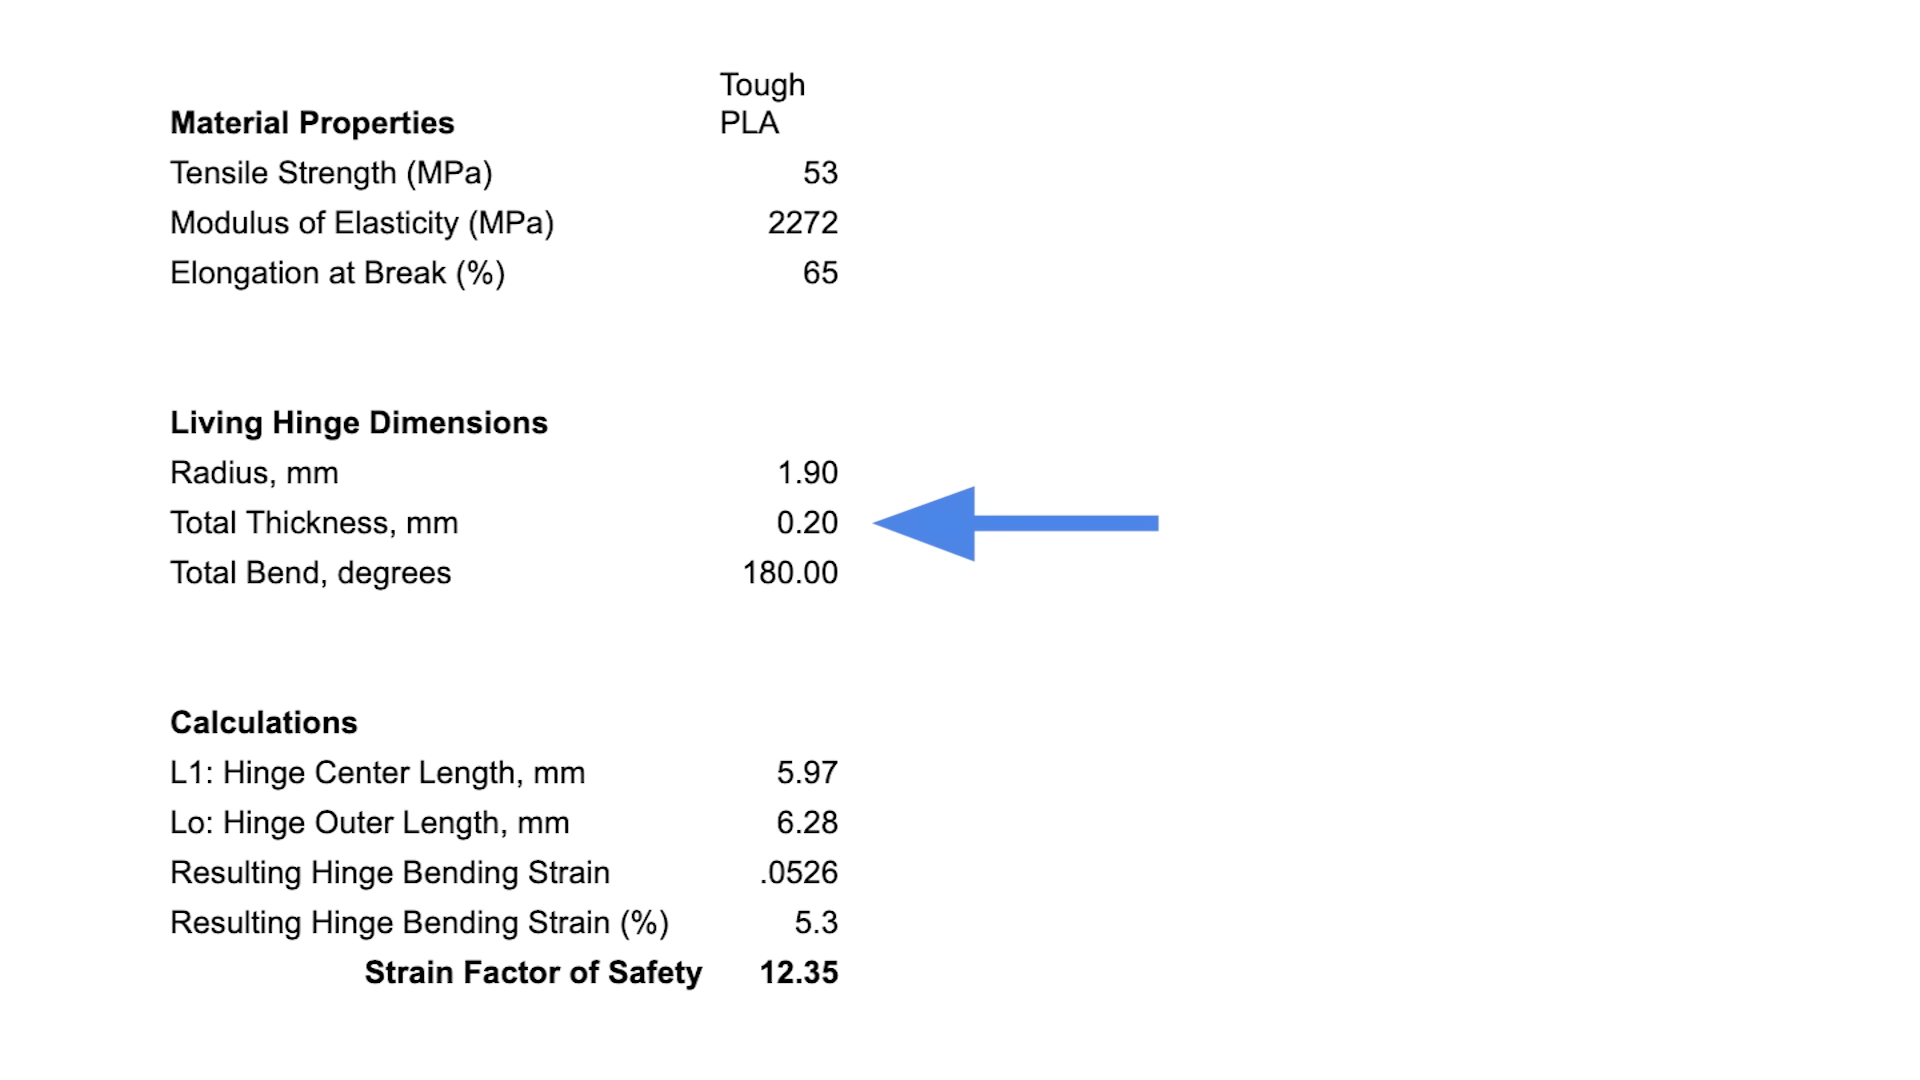 Tough
Material Properties PLA
Tensile Strength (MPa) 53
Modulus of Elasticity (MPa) 2272
Elongation at Break (%) 65
Living Hinge Dimensions
Radius, mm 1.90
Total Thickness, mm 0.20
Total Bend, degrees 180.00
Calculations
L1: Hinge Center Length, mm 5.97
Lo: Hinge Outer Length, mm 6.28
Resulting Hinge Bending Strain .0526
Resulting Hinge Bending Strain (%) 5.3
Strain Factor of Safety 12.35